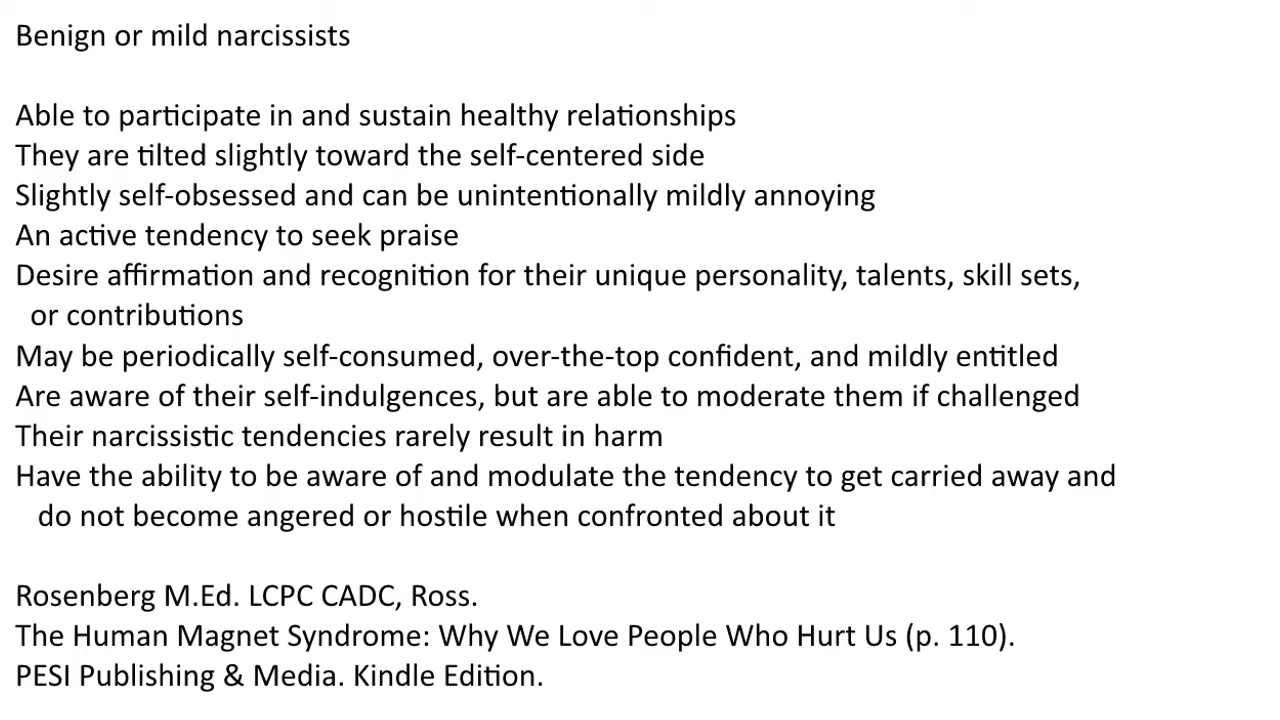 Benign or mild narcissists
Able to participate in and sustain healthy relationships
They are tilted slightly toward the self-centered side
Slightly self-obsessed and can be unintentionally mildly annoying
An active tendency to seek praise
Desire affirmation and recognition for their unique personality, talents, skill sets,
or contributions
May be periodically self-consumed, over-the-top confident, and mildly entitled
Are aware of their self-indulgences, but are able to moderate them if challenged
Their narcissistic tendencies rarely result in harm
Have the ability to be aware of and modulate the tendency to get carried away and
do not become angered or hostile when confronted about it
Rosenberg M.Ed. LCPC CADC, Ross.
The Human Magnet Syndrome: Why We Love People Who Hurt Us (p. 110).
PESI Publishing & Media. Kindle Edition.